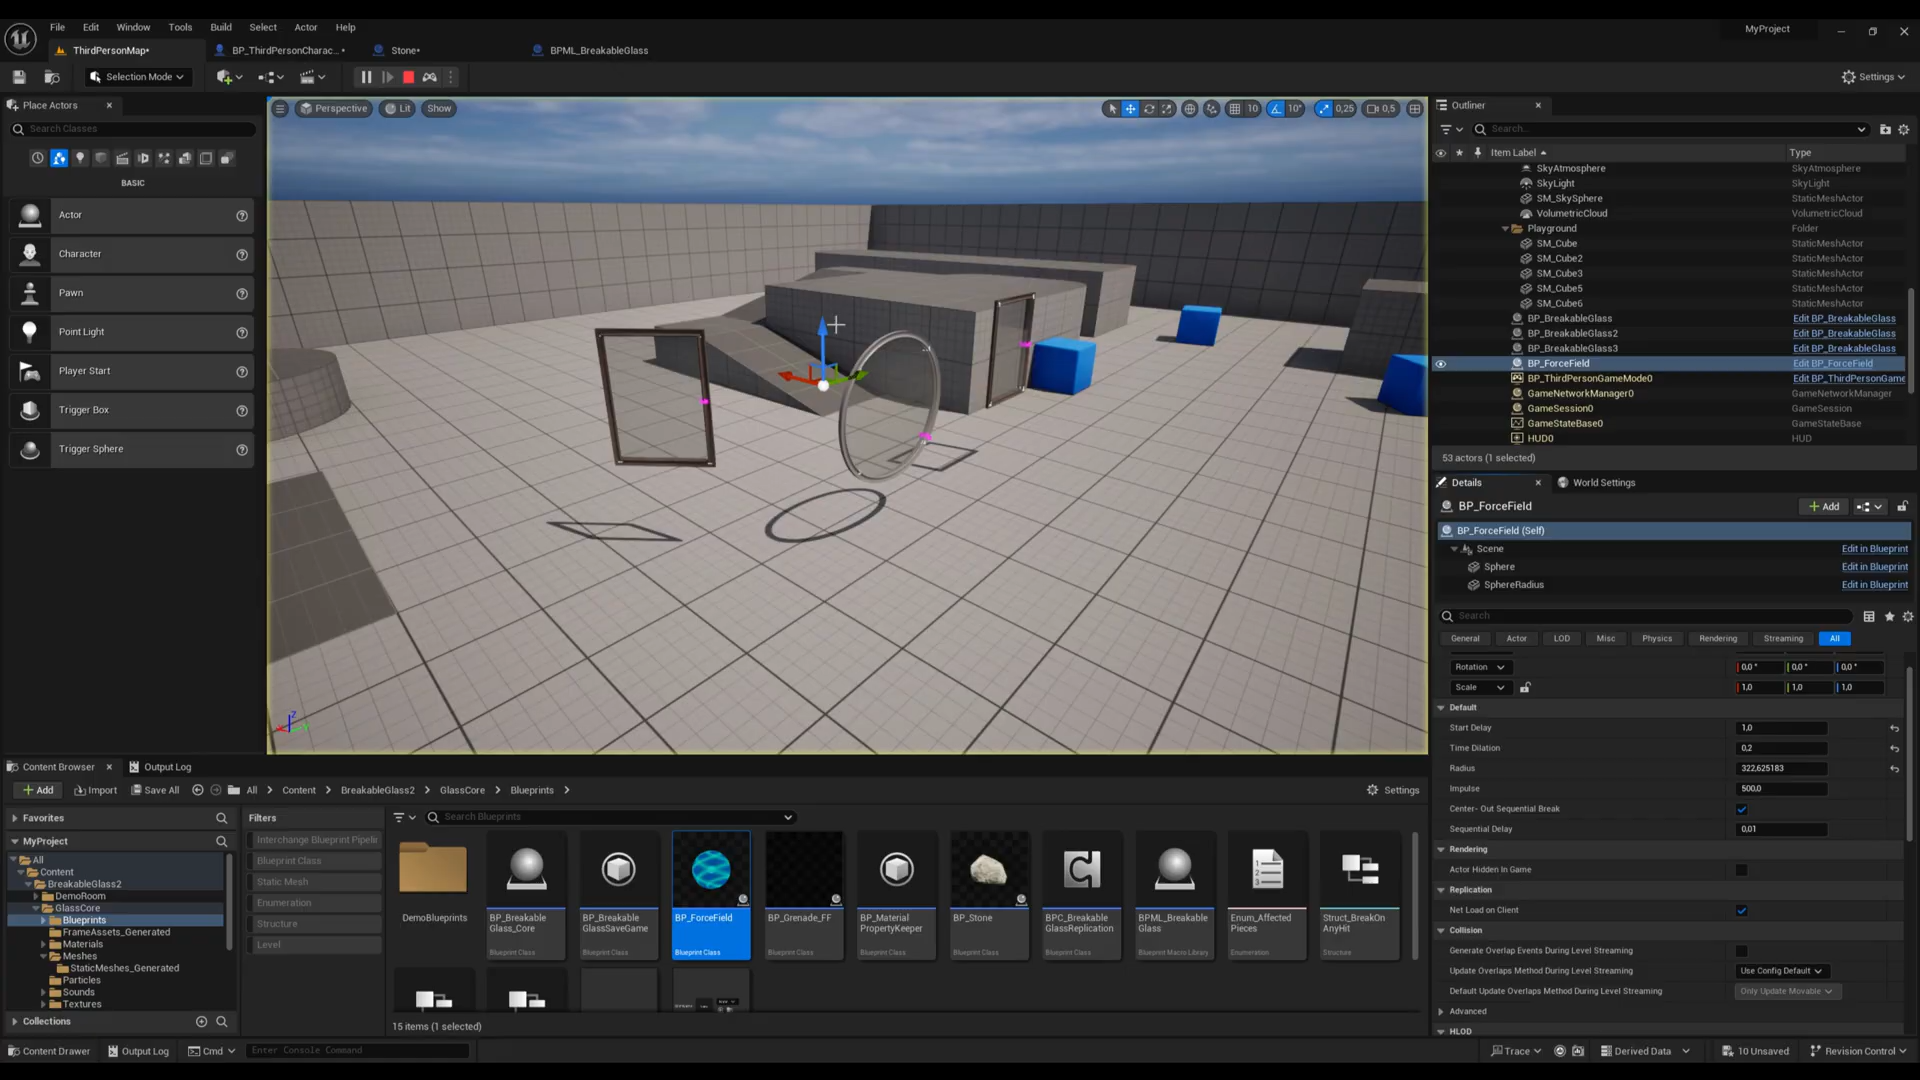 File Edit Window Tools Build Select Actor Help
MyProject
ThirdPersonMap* BP_ThirdPersonCharac...* Stone* BPML_BreakableGlass
Selection Mode
Settings
Place Actors
Search Classes
BASIC
Actor
Character
Pawn
Point Light
Player Start
Trigger Box
Trigger Sphere
Perspective Lit Show
10 10° 0,25 0,5
Outliner
Search...
Item Label Type
SkyAtmosphere SkyAtmosphere
SkyLight SkyLight
SM_SkySphere StaticMeshActor
VolumetricCloud VolumetricCloud
Playground Folder
SM_Cube StaticMeshActor
SM_Cube2 StaticMeshActor
SM_Cube3 StaticMeshActor
SM_Cube5 StaticMeshActor
SM_Cube6 StaticMeshActor
BP_BreakableGlass Edit BP_BreakableGlass
BP_BreakableGlass2 Edit BP_BreakableGlass
BP_BreakableGlass3 Edit BP_BreakableGlass
BP_ForceField Edit BP_ForceField
BP_ThirdPersonGameMode0 Edit BP_ThirdPersonGame
GameNetworkManager0 GameNetworkManager
GameSession0 GameSession
GameStateBase0 GameStateBase
HUD0 HUD
53 actors (1 selected)
Details World Settings
BP_ForceField Add
BP_ForceField (Self)
Scene Edit in Blueprint
Sphere Edit in Blueprint
SphereRadius Edit in Blueprint
Search
General Actor LOD Misc Physics Rendering Streaming All
Rotation 0,0 ° 0,0 ° 0,0 °
Scale 1,0 1,0 1,0
Default
Start Delay 1,0
Time Dilation 0,2
Radius 322,625183
Impulse 500,0
Center- Out Sequential Break
Sequential Delay 0,01
Rendering
Actor Hidden In Game
Replication
Net Load on Client
Collision
Generate Overlap Events During Level Streaming
Update Overlaps Method During Level Streaming Use Config Default
Default Update Overlaps Method During Level Streaming Only Update Movable
Advanced
HLOD
Content Browser Output Log
Add Import Save All All Content BreakableGlass2 GlassCore Blueprints Settings
Favorites
MyProject
All
Content
BreakableGlass2
DemoRoom
GlassCore
Blueprints
FrameAssets_Generated
Materials
Meshes
StaticMeshes_Generated
Particles
Sounds
Textures
Collections
Filters
Interchange Blueprint Pipelin
Blueprint Class
Static Mesh
Enumeration
Structure
Level
Search Blueprints
DemoBlueprints
BP_Breakable
Glass_Core
Blueprint Class
BP_Breakable
GlassSaveGame
Blueprint Class
BP_ForceField
Blueprint Class
BP_Grenade_FF
Blueprint Class
BP_Material
PropertyKeeper
Blueprint Class
BP_Stone
Blueprint Class
BPC_Breakable
GlassReplication
Blueprint Class
BPML_Breakable
Glass
Blueprint Macro Library
Enum_Affected
Pieces
Enumeration
Struct_BreakOn
AnyHit
Structure
15 items (1 selected)
Content Drawer Output Log Cmd Enter Console Command
Trace Derived Data 10 Unsaved Revision Control